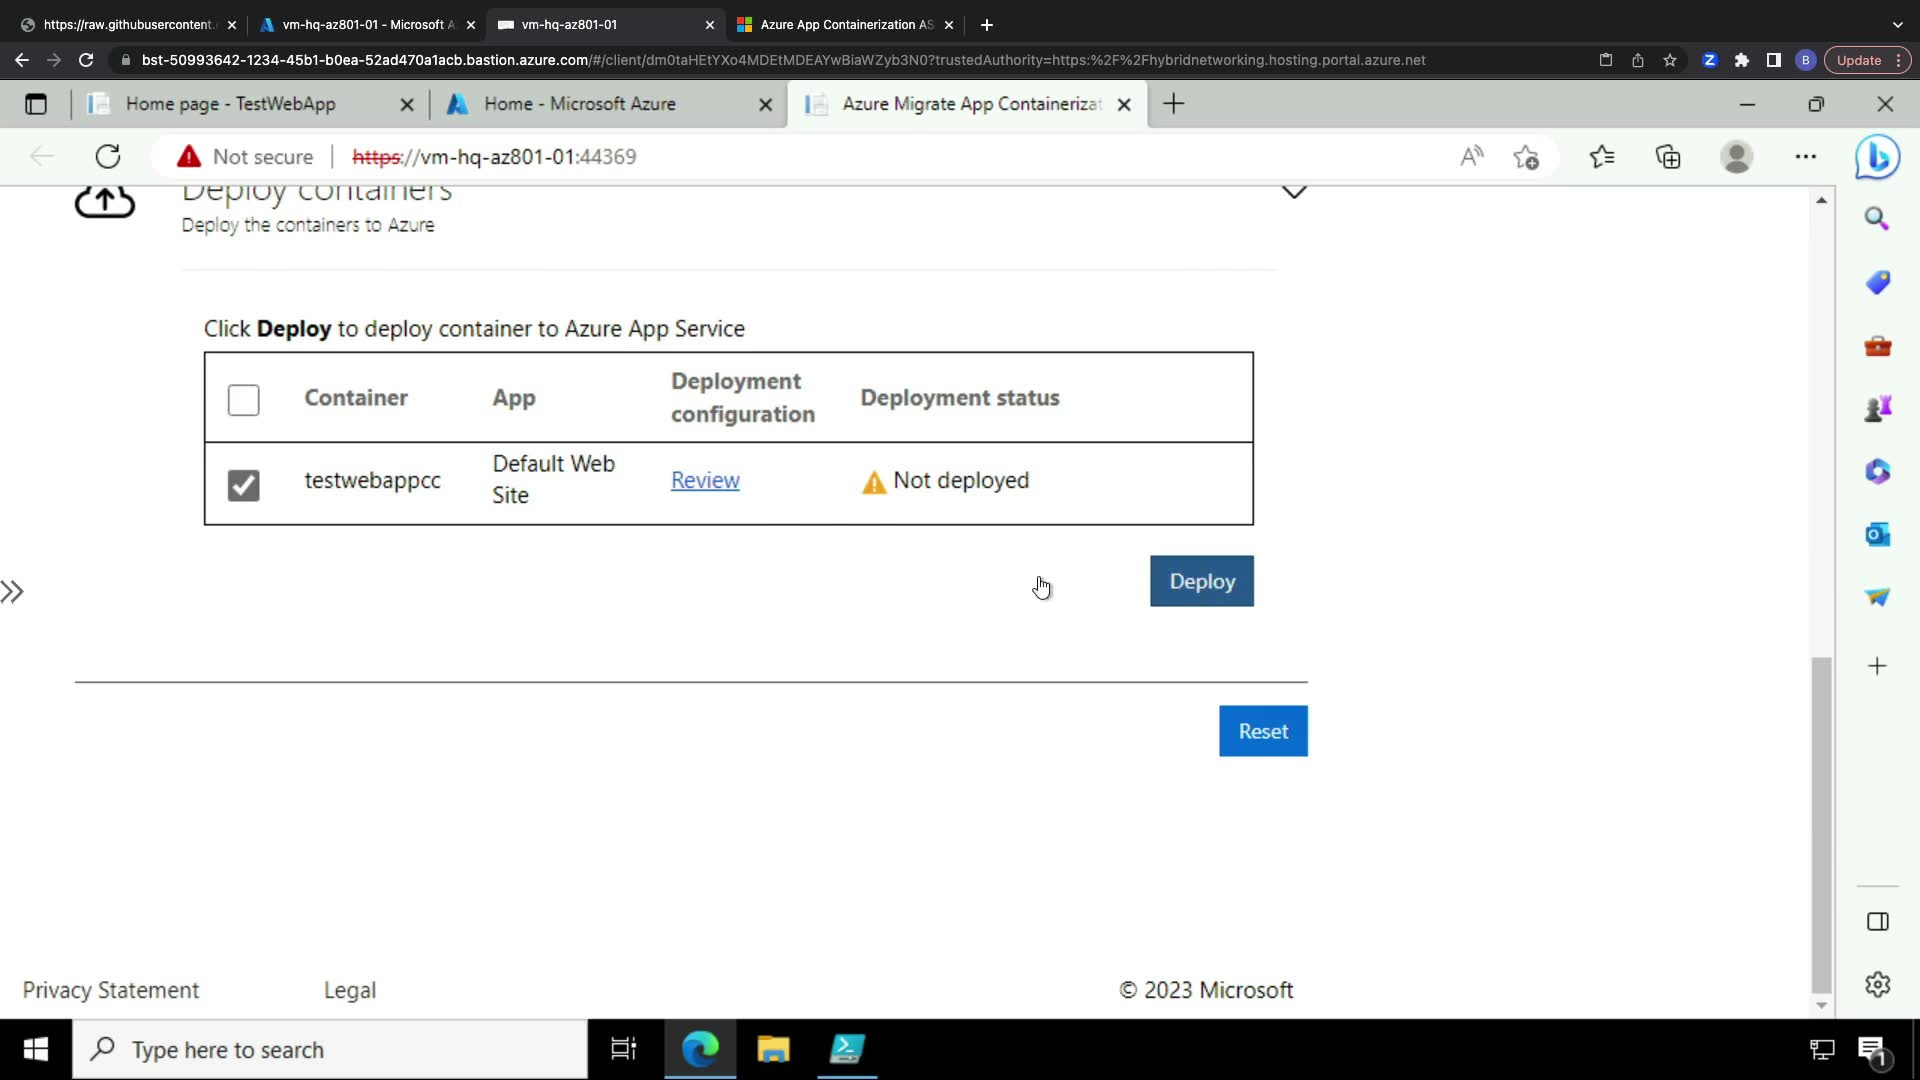 https://raw.githubusercontent.
vm-hq-az801-01 - Microsoft A
vm-hq-az801-01
Azure App Containerization AS
bst-50993642-1234-45b1-b0ea-52ad470a1acb.bastion.azure.com/#/client/dm0taHEtYXo4MDEtMDEAYwBiaWZyb3N0?trustedAuthority=https:%2F%2Fhybridnetworking.hosting.portal.azure.net
B
Update
Home page - TestWebApp
Home - Microsoft Azure
Azure Migrate App Containerizat
Not secure
https://vm-hq-az801-01:44369
Deploy containers
Deploy the containers to Azure
Click Deploy to deploy container to Azure App Service
Container
App
Deployment configuration
Deployment status
testwebappcc
Default Web Site
Review
Not deployed
Deploy
Reset
Privacy Statement
Legal
© 2023 Microsoft
Type here to search
1